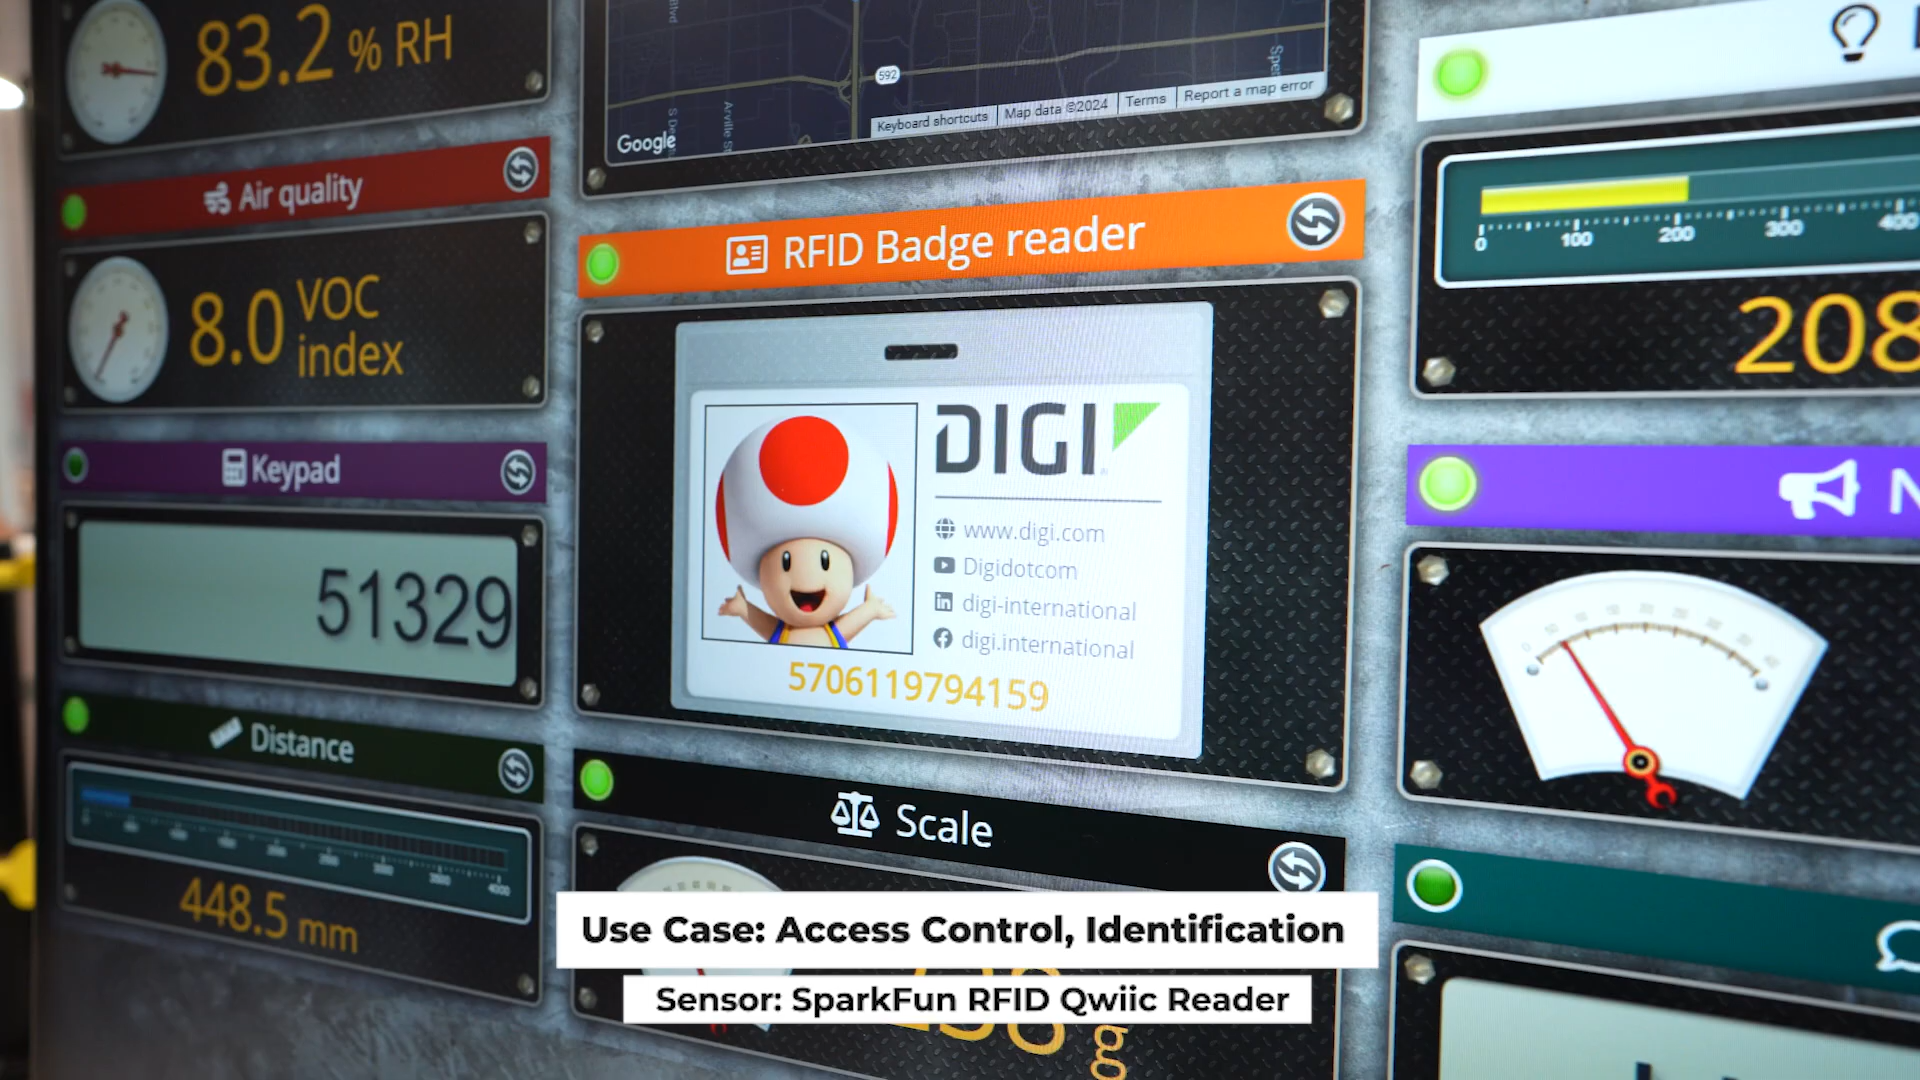 83.2 % RH
Air quality
8.0 VOC index
Keypad
51329
Distance
448.5 mm
592
Google
Keyboard shortcuts
Map data ©2024
Terms
Report a map error
RFID Badge reader
DIGI
www.digi.com
Digidotcom
digi-international
digi.international
5706119794159
Scale
g
0 100 200 300 400
208
N
Use Case: Access Control, Identification
Sensor: SparkFun RFID Qwiic Reader